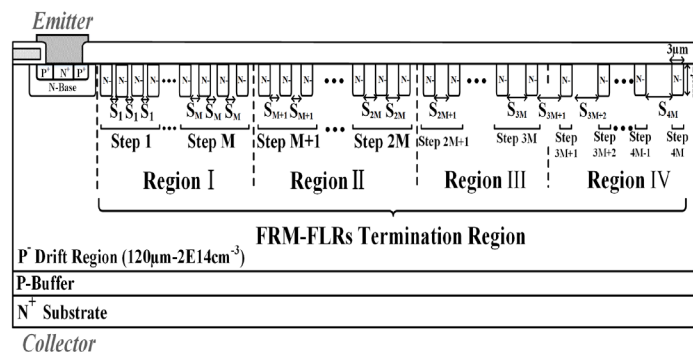 Emitter
P+ N+ P+
N-Base
N- N- N- N- ••• N- N- N- N-
N- N- N- ••• N- N- N-
N- N- ••• N- N-
N- N- ••• N- N-
3μm
S1 S1 S1
SM SM SM
SM+1 SM+1
S2M S2M
S2M+1
S3M
S3M+1
S3M+2
S4M
Step 1 ••• Step M
Step M+1 ••• Step 2M
Step 2M+1 Step 3M
Step 3M+1
Step 3M+2
Step 4M-1
Step 4M
Region I
Region II
Region III
Region IV
FRM-FLRs Termination Region
P- Drift Region (120μm-2E14cm-3)
P-Buffer
N+ Substrate
Collector